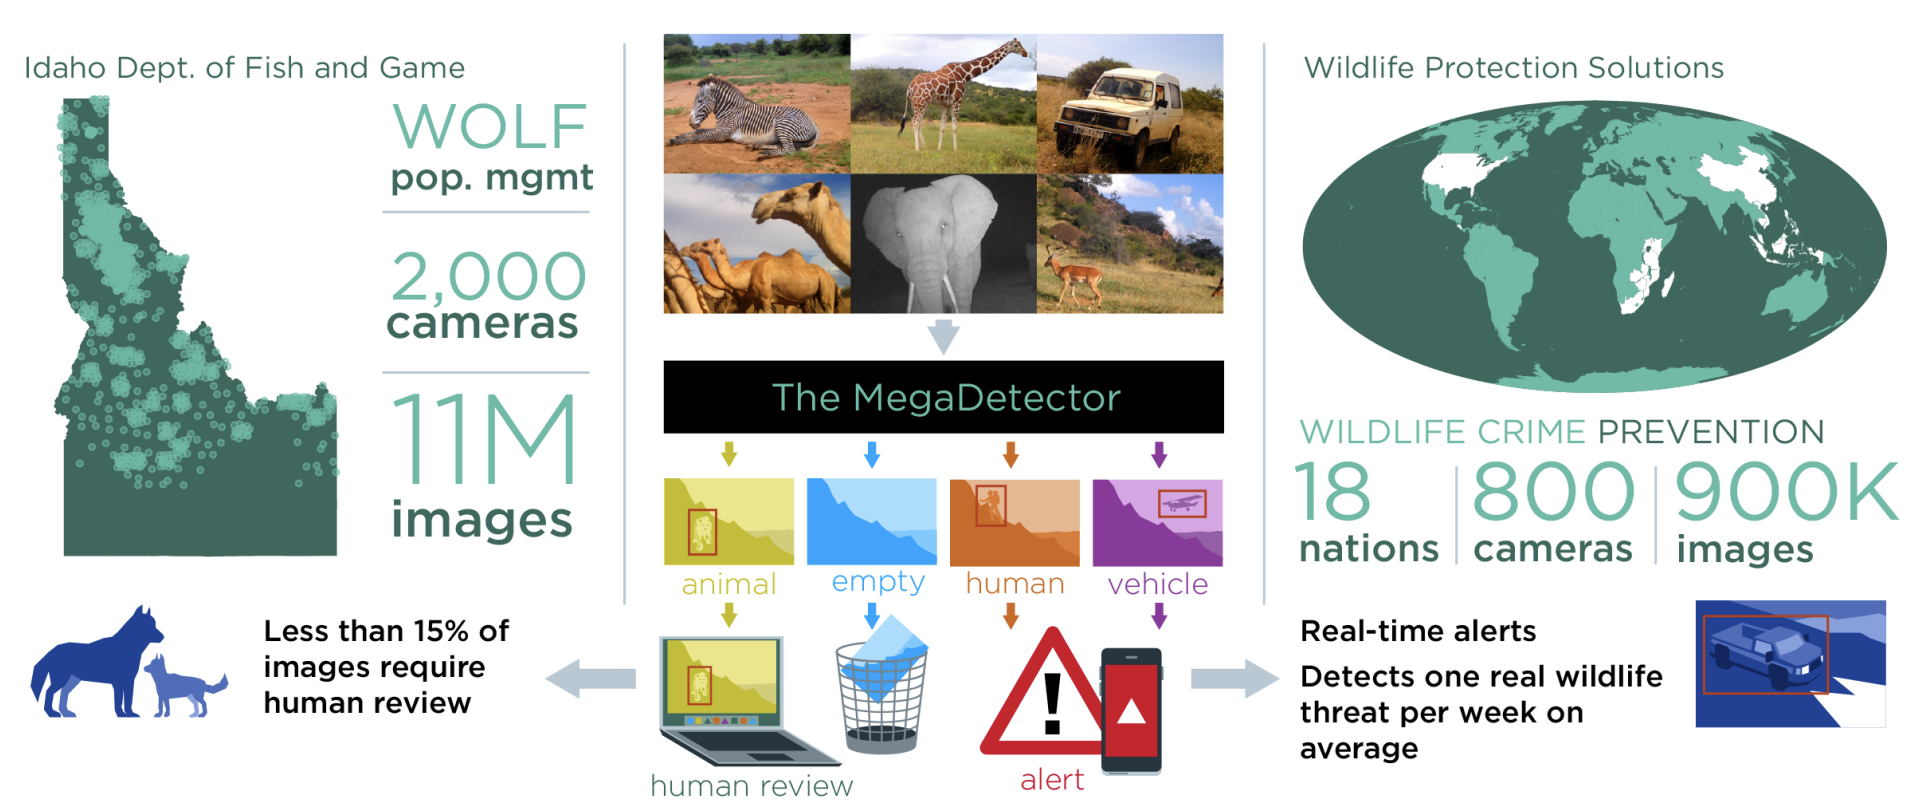 Idaho Dept. of Fish and Game
WOLF
pop. mgmt
2,000
cameras
11M
images
Less than 15% of
images require
human review
The MegaDetector
animal
empty
human
vehicle
human review
alert
Wildlife Protection Solutions
WILDLIFE CRIME PREVENTION
18
nations
800
cameras
900K
images
Real-time alerts
Detects one real wildlife
threat per week on
average